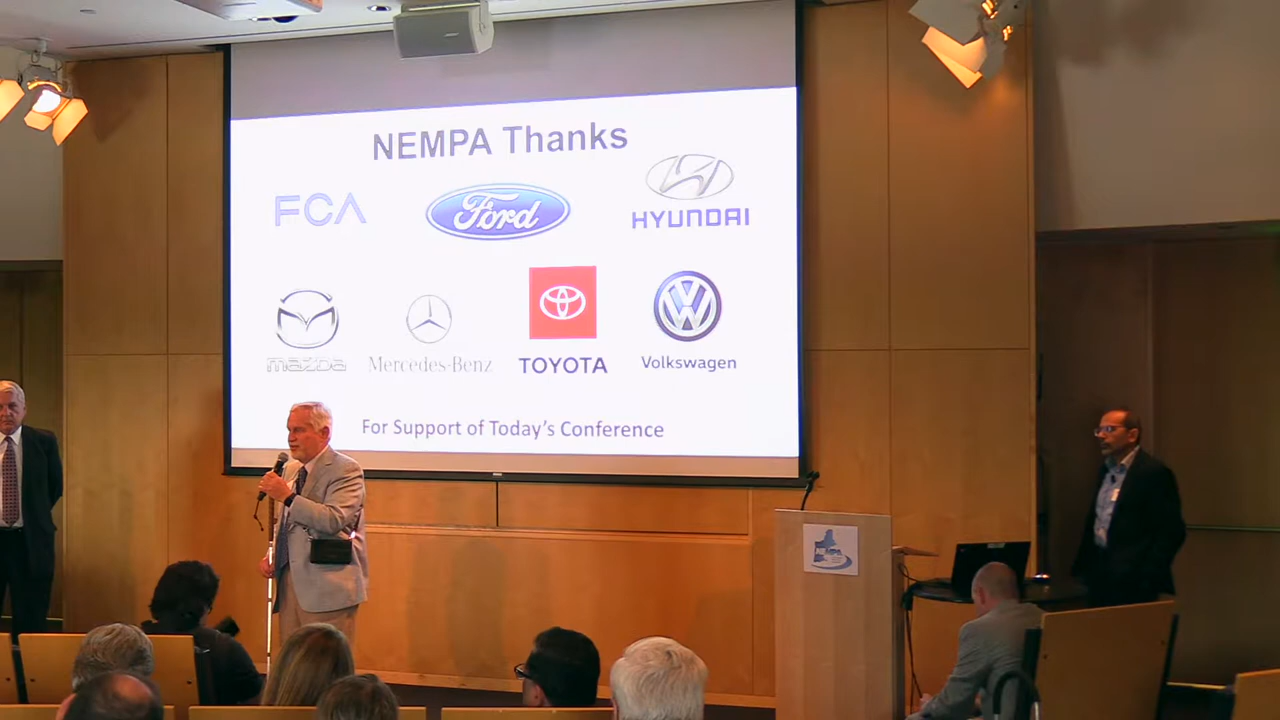 NEMPA Thanks
FCA
Ford
HYUNDAI
mazda
Mercedes-Benz
TOYOTA
Volkswagen
For Support of Today's Conference